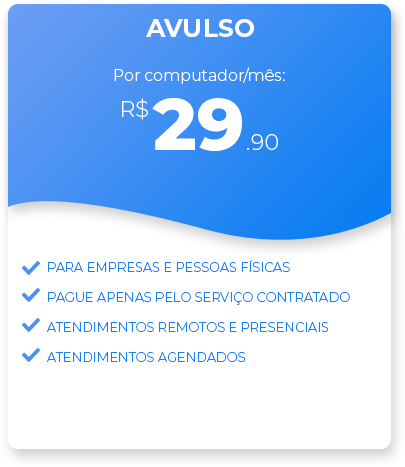 AVULSO
Por computador/mês:
R$ 29.90
PARA EMPRESAS E PESSOAS FÍSICAS
PAGUE APENAS PELO SERVIÇO CONTRATADO
ATENDIMENTOS REMOTOS E PRESENCIAIS
ATENDIMENTOS AGENDADOS